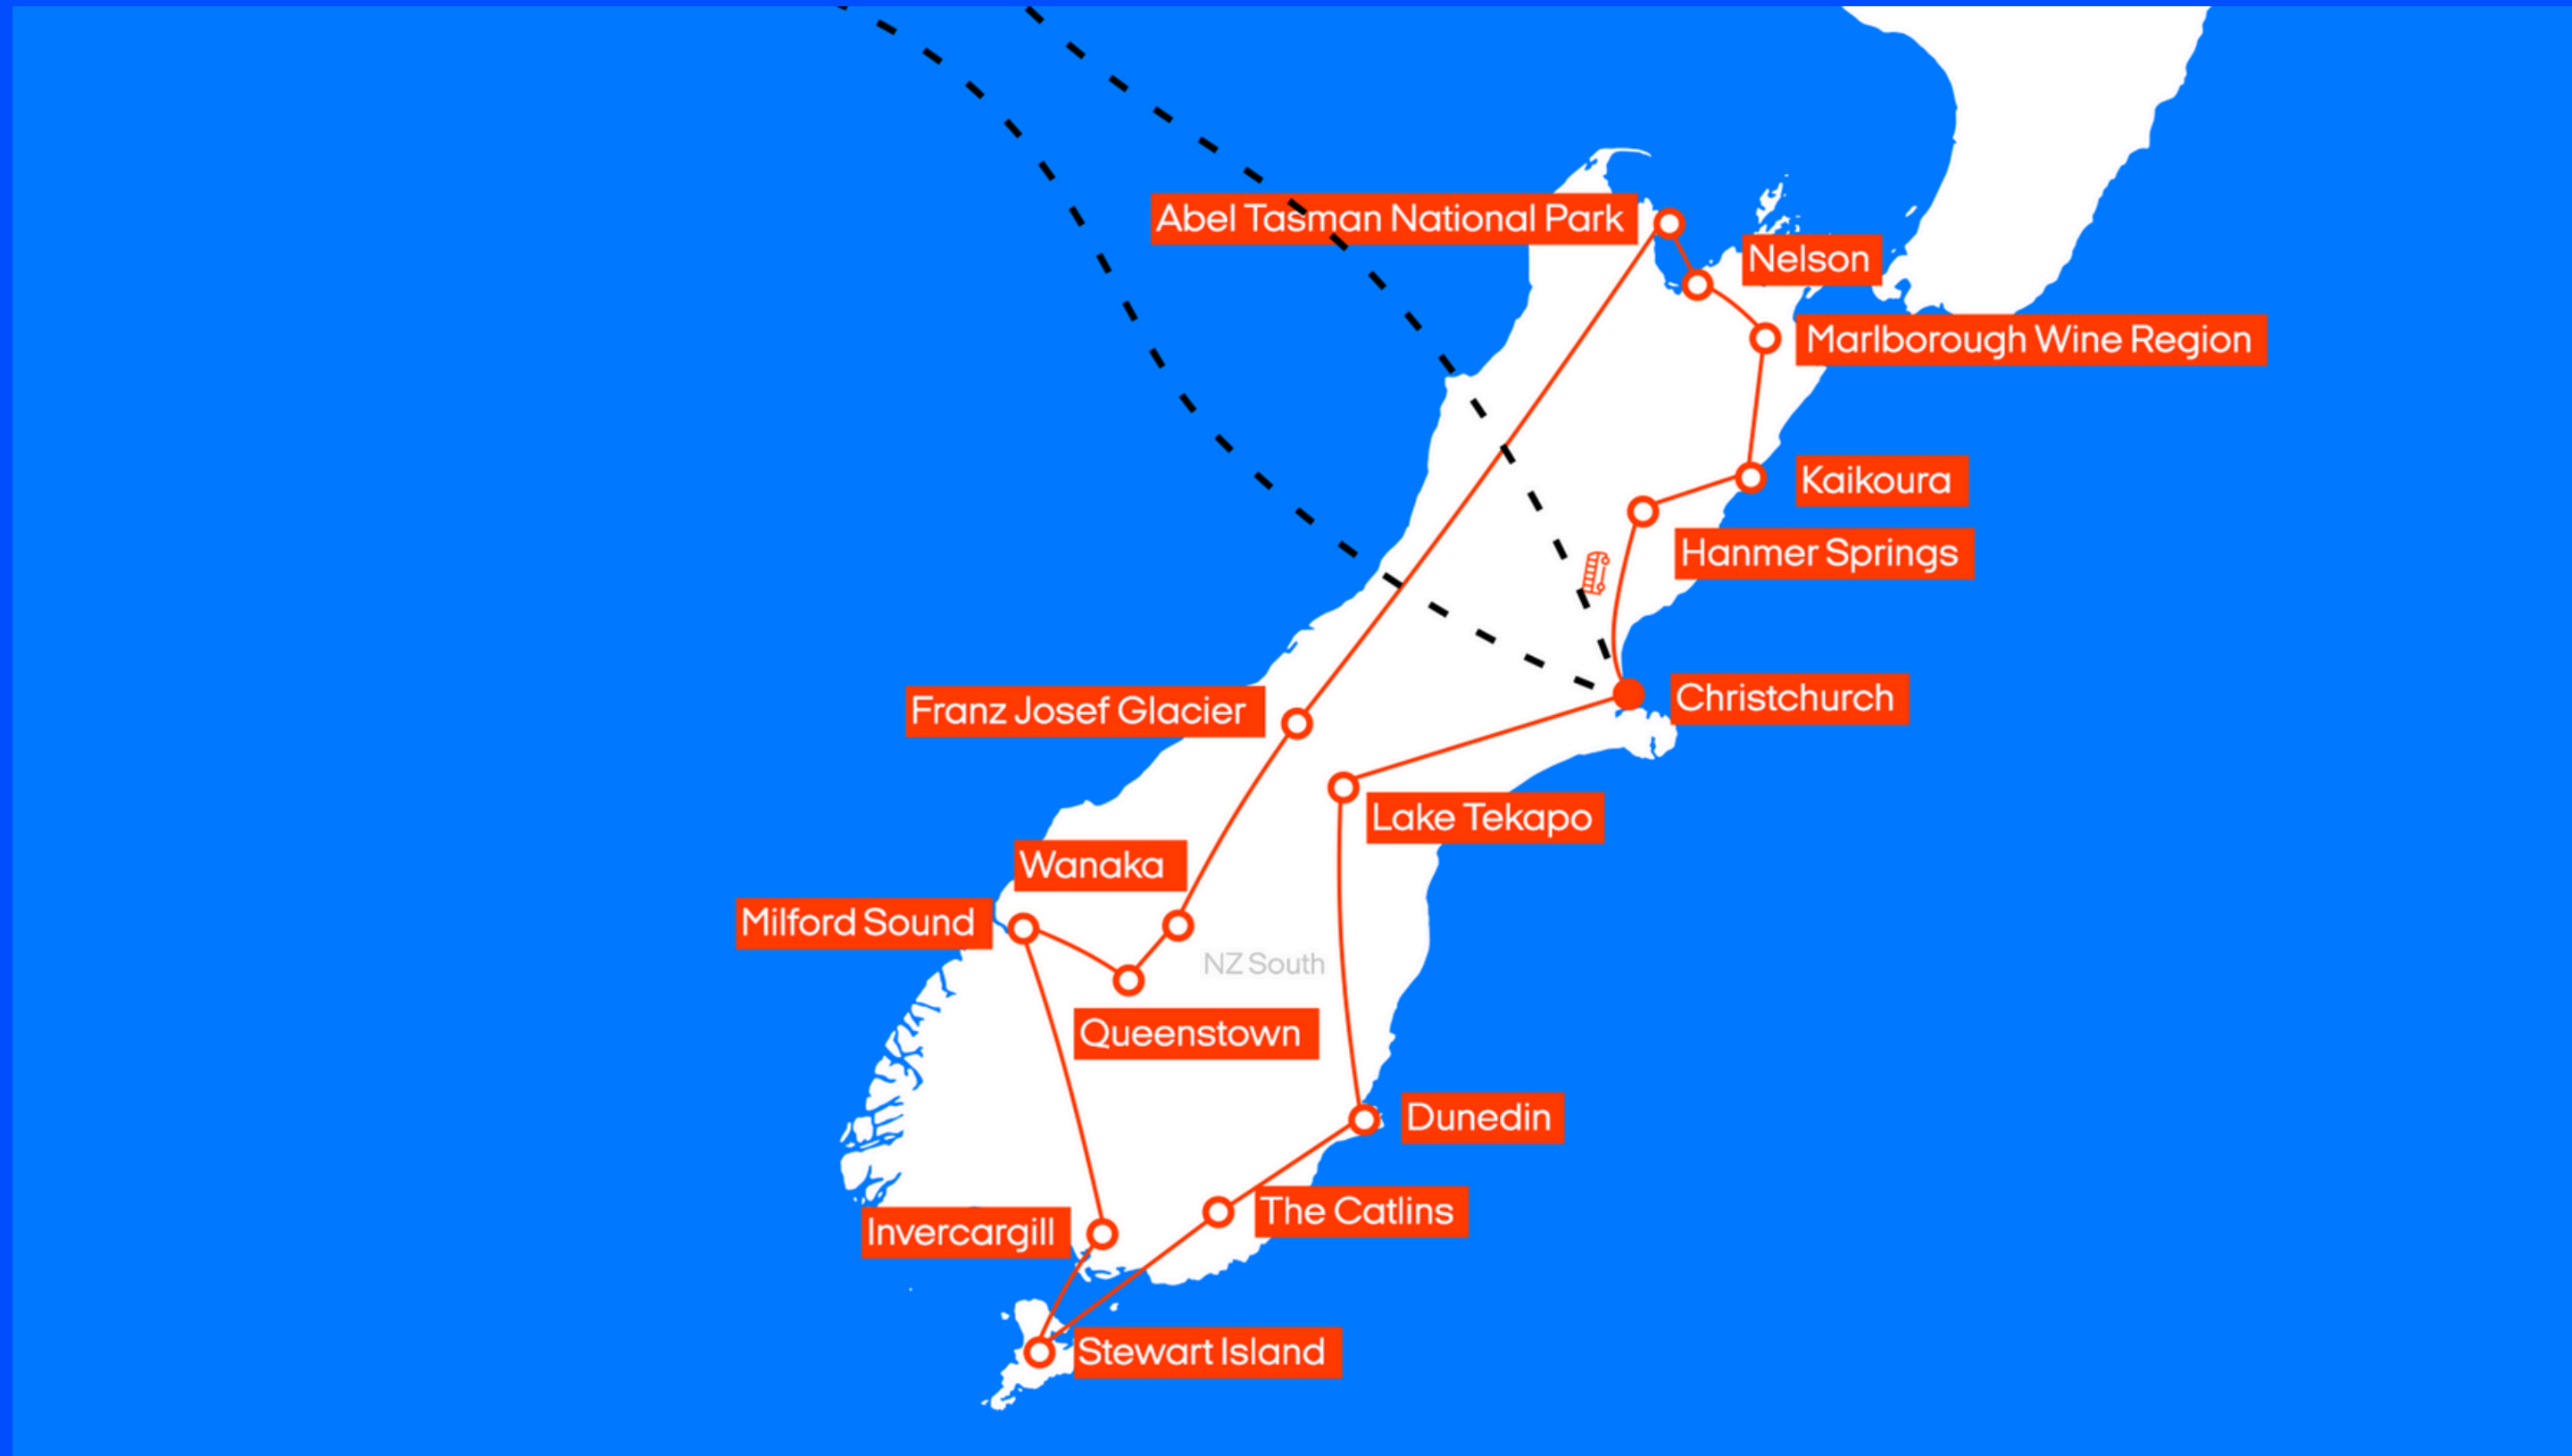 Abel Tasman National Park
Nelson
Marlborough Wine Region
Kaikoura
Hanmer Springs
Christchurch
Franz Josef Glacier
Lake Tekapo
Wanaka
Milford Sound
NZ South
Queenstown
Dunedin
The Catlins
Invercargill
Stewart Island